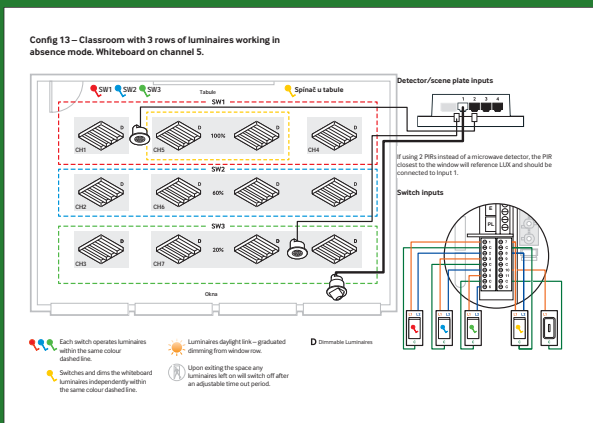 Config 13 – Classroom with 3 rows of luminaires working in
absence mode. Whiteboard on channel 5.
SW1 SW2 SW3
Tabule
Spínač u tabule
SW1
D D D D
CH1 CH5 100% CH4
SW2
D D D D
CH2 CH6 60%
SW3
D D D D
CH3 CH7 20%
Okna
Detector/scene plate inputs
1 2 3 4
If using 2 PIRs instead of a microwave detector, the PIR
closest to the window will reference LUX and should be
connected to Input 1.
Switch inputs
E
PL
Each switch operates luminaires
within the same colour
dashed line.
Switches and dims the whiteboard
luminaires independently within
the same colour dashed line.
Luminaires daylight link – graduated
dimming from window row.
Upon exiting the space any
luminaires left on will switch off after
an adjustable time out period.
D Dimmable Luminaires